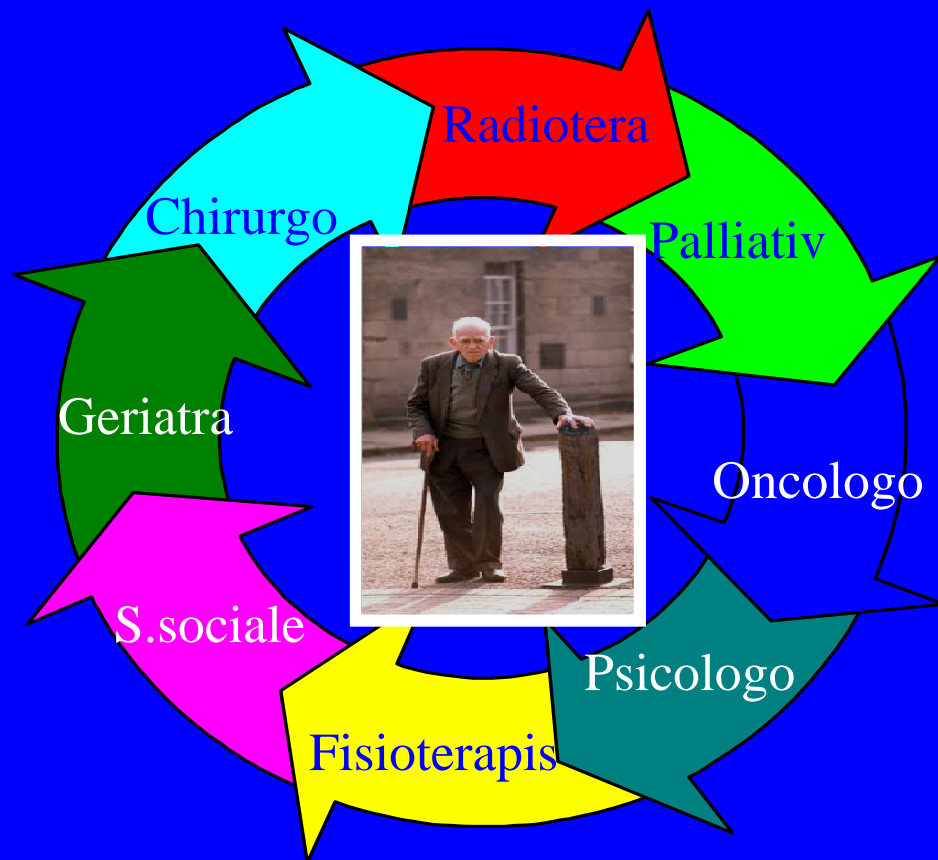 Radiotera
Chirurgo
Palliativ
Geriatra
Oncologo
S.sociale
Psicologo
Fisioterapis